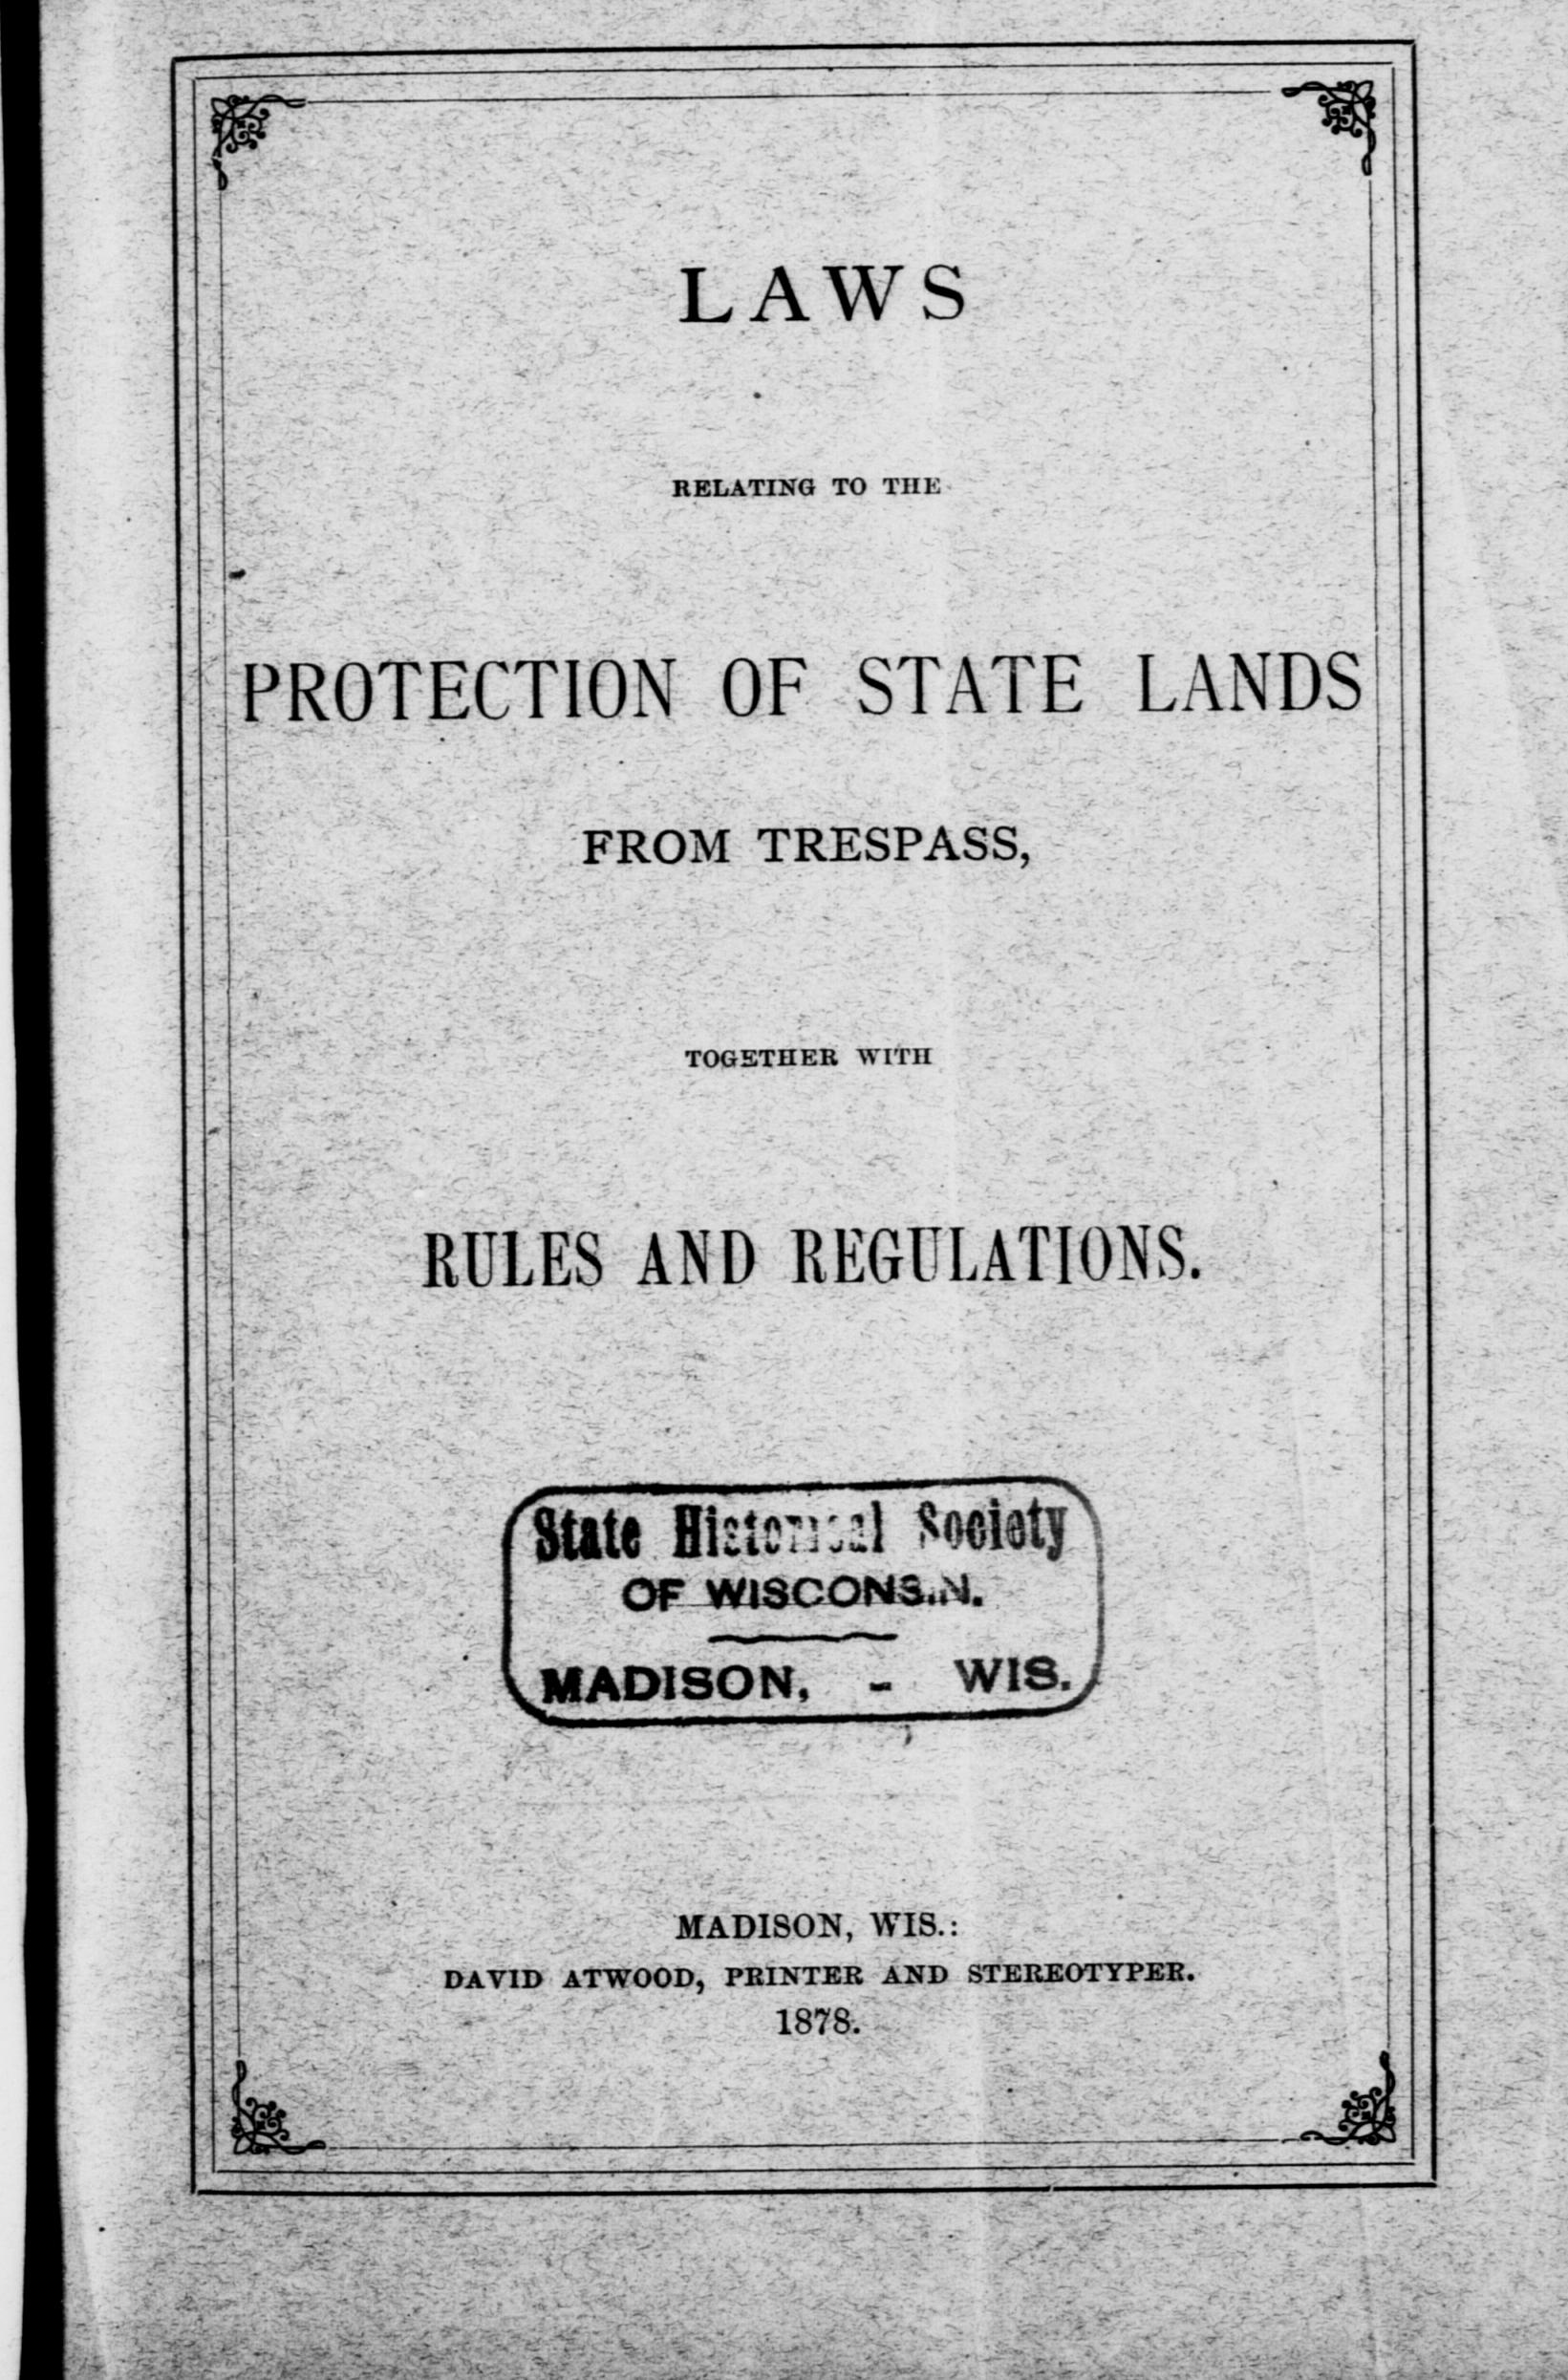 LAWS
RELATING TO THE
PROTECTION OF STATE LANDS
FROM TRESPASS,
TOGETHER WITH
RULES AND REGULATIONS.
State Historical Society
OF WISCONSIN.
MADISON, - WIS.
MADISON, WIS.:
DAVID ATWOOD, PRINTER AND STEREOTYPER.
1878.